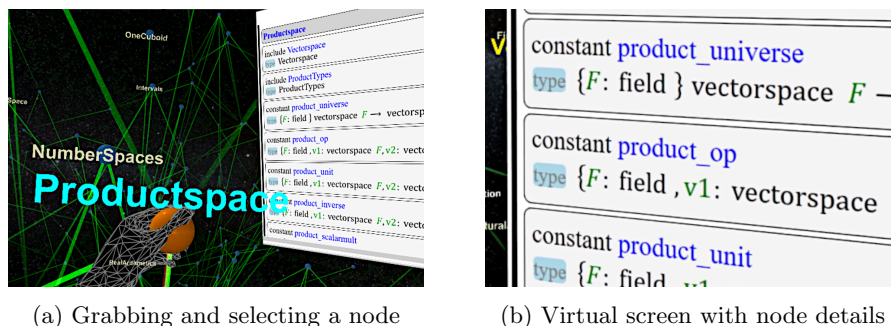 OneCuboid
Intervals
Space
NumberSpaces
Productspace
RealArithmetics
Productspace
include Vectorspace
type Vectorspace
include ProductTypes
type ProductTypes
constant product_universe
type {F: field } vectorspace F → vectorsp
constant product_op
type {F: field ,v1: vectorspace F,v2: vecto
constant product_unit
type {F: field ,v1: vectorspace F,v2: vecto
constant product_inverse
type {F: field ,v1: vectorspace F,v2: vecto
constant product_scalarmult
constant product_universe
type {F: field } vectorspace F →
constant product_op
type {F: field ,v1: vectorspace
constant product_unit
type {F: field ,v1
(a) Grabbing and selecting a node
(b) Virtual screen with node details